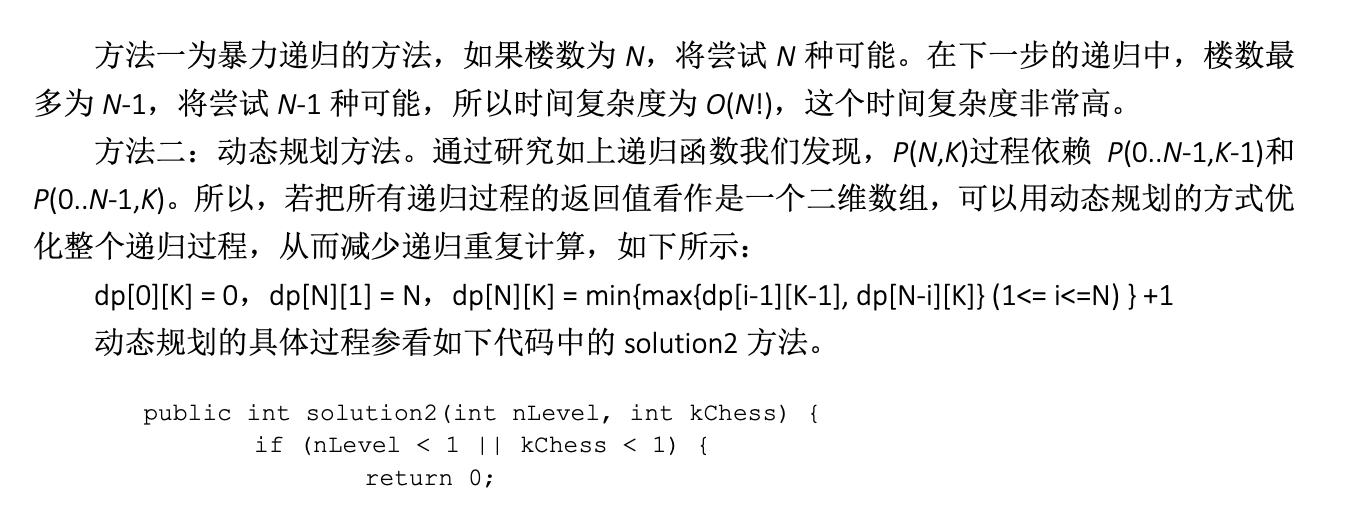 方法一为暴力递归的方法，如果楼数为 N，将尝试 N 种可能。在下一步的递归中，楼数最
多为 N-1，将尝试 N-1 种可能，所以时间复杂度为 O(N!)，这个时间复杂度非常高。
方法二：动态规划方法。通过研究如上递归函数我们发现，P(N,K)过程依赖 P(0..N-1,K-1)和
P(0..N-1,K)。所以，若把所有递归过程的返回值看作是一个二维数组，可以用动态规划的方式优
化整个递归过程，从而减少递归重复计算，如下所示：
dp[0][K] = 0，dp[N][1] = N，dp[N][K] = min{max{dp[i-1][K-1], dp[N-i][K]} (1<= i<=N) } +1
动态规划的具体过程参看如下代码中的 solution2 方法。
public int solution2(int nLevel, int kChess) {
if (nLevel < 1 || kChess < 1) {
return 0;